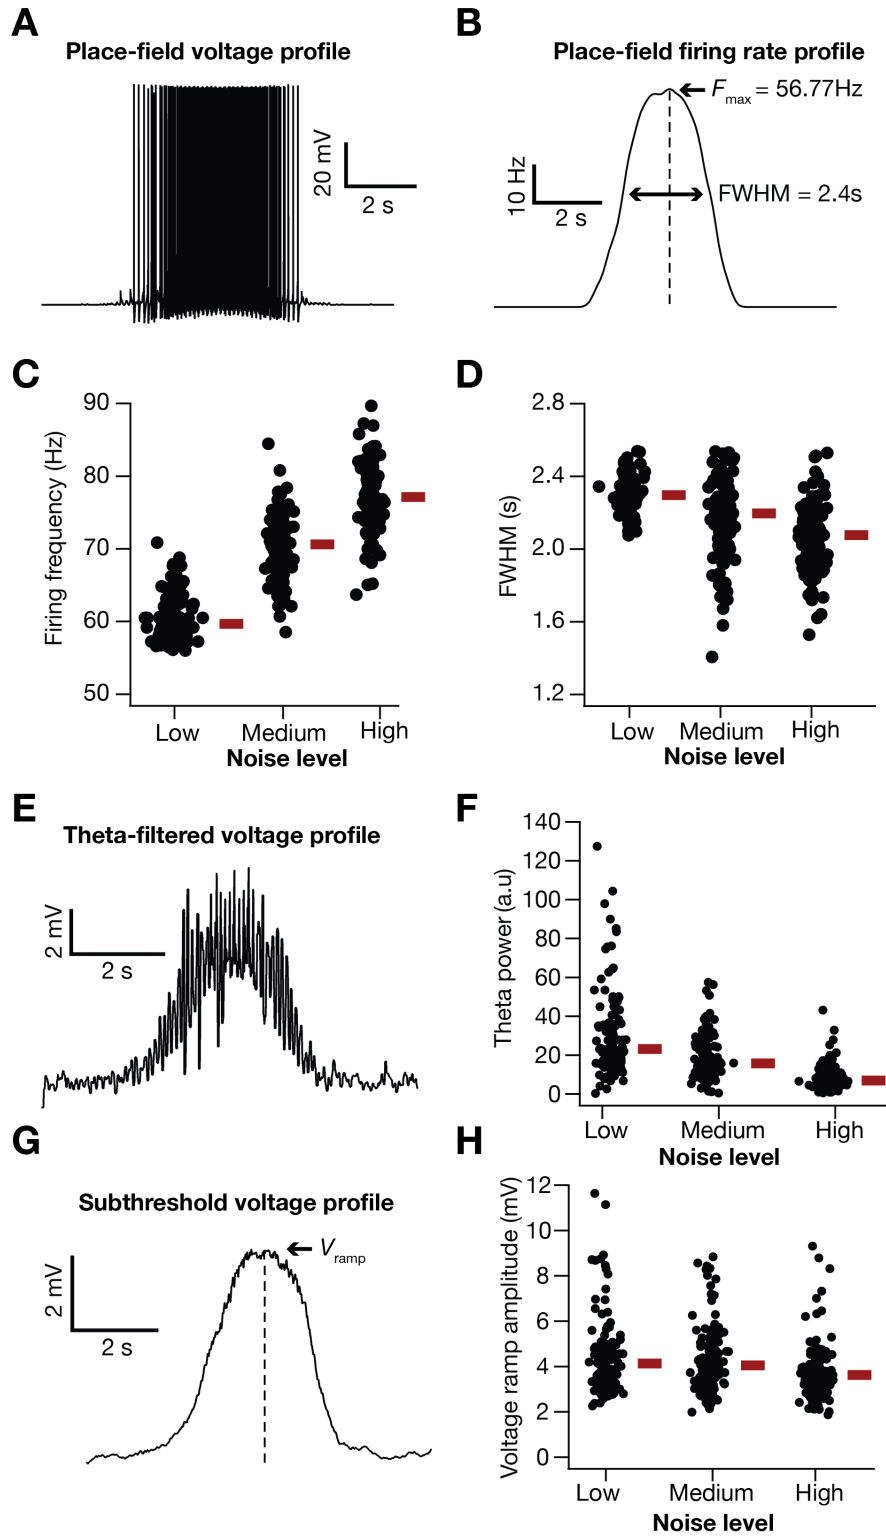 A
Place-field voltage profile
20 mV
2 s
B
Place-field firing rate profile
Fmax = 56.77Hz
FWHM = 2.4s
10 Hz
2 s
C
Firing frequency (Hz)
90
80
70
60
50
Low Medium High
Noise level
D
FWHM (s)
2.8
2.4
2.0
1.6
1.2
Low Medium High
Noise level
E
Theta-filtered voltage profile
2 mV
2 s
F
Theta power (a.u)
140
120
100
80
60
40
20
0
Low Medium High
Noise level
G
Subthreshold voltage profile
Vramp
2 mV
2 s
H
Voltage ramp amplitude (mV)
12
10
8
6
4
2
0
Low Medium High
Noise level